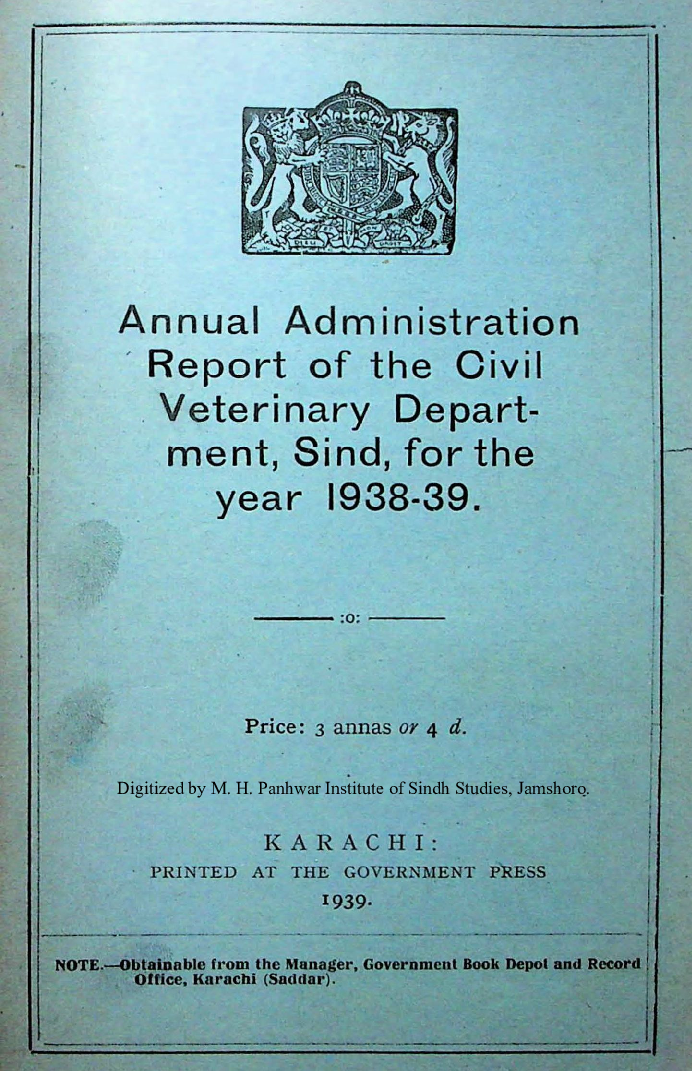 DIEU DROIT
Annual Administration
Report of the Civil
Veterinary Depart-
ment, Sind, for the
year 1938-39.
:o:
Price: 3 annas or 4 d.
Digitized by M. H. Panhwar Institute of Sindh Studies, Jamshoro.
KARACHI:
PRINTED AT THE GOVERNMENT PRESS
1939.
NOTE.—Obtainable from the Manager, Government Book Depot and Record
Office, Karachi (Saddar).